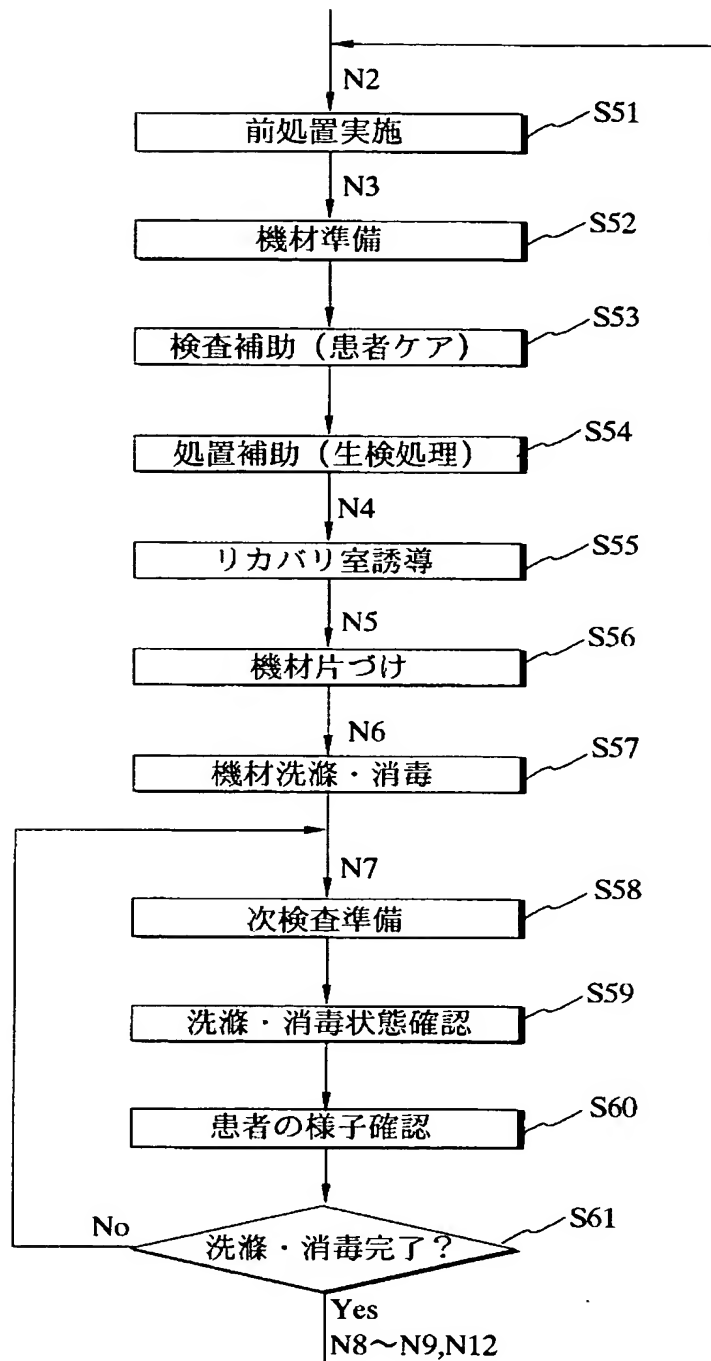 N2
前処置実施
S51
N3
機材準備
S52
検査補助（患者ケア）
S53
処置補助（生検処理）
S54
N4
リカバリ室誘導
S55
N5
機材片づけ
S56
N6
機材洗滌・消毒
S57
N7
次検査準備
S58
洗滌・消毒状態確認
S59
患者の様子確認
S60
No
洗滌・消毒完了？
S61
Yes
N8～N9,N12